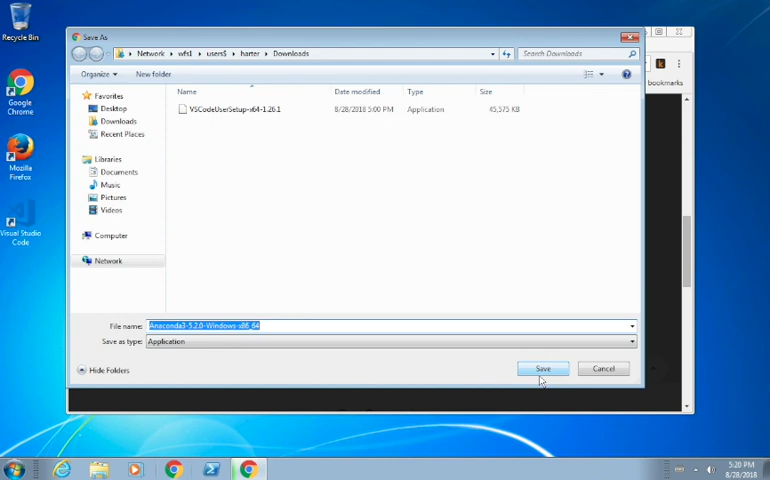 Recycle Bin
Google
Chrome
Mozilla
Firefox
Visual Studio
Code
Save As
Network
wfs1
users$
harter
Downloads
Search Downloads
Organize
New folder
Favorites
Desktop
Downloads
Recent Places
Libraries
Documents
Music
Pictures
Videos
Computer
Network
Name
Date modified
Type
Size
VSCodeUserSetup-x64-1.26.1
8/28/2018 5:00 PM
Application
45,575 KB
File name:
Anaconda3-5.2.0-Windows-x86_64
Save as type:
Application
Hide Folders
Save
Cancel
bookmarks
5:20 PM
8/28/2018